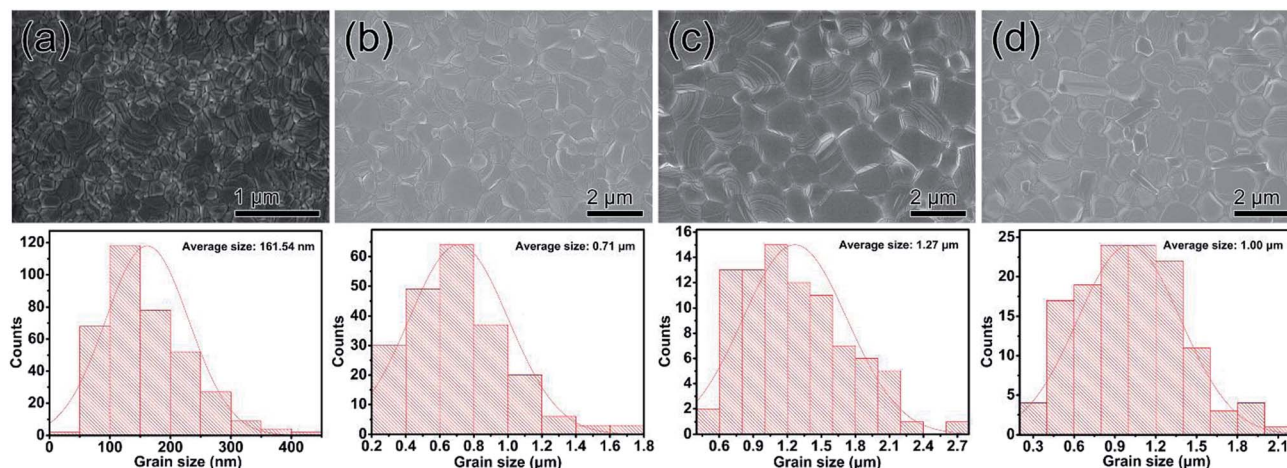 (a)
(b)
(c)
(d)
1 µm
2 µm
2 µm
2 µm
Average size: 161.54 nm
120
100
80
60
40
20
0
Counts
0
100
200
300
400
Grain size (nm)
Average size: 0.71 µm
60
50
40
30
20
10
0
Counts
0.2
0.4
0.6
0.8
1.0
1.2
1.4
1.6
1.8
Grain size (µm)
Average size: 1.27 µm
16
14
12
10
8
6
4
2
0
Counts
0.6
0.9
1.2
1.5
1.8
2.1
2.4
2.7
Grain size (µm)
Average size: 1.00 µm
25
20
15
10
5
0
Counts
0.3
0.6
0.9
1.2
1.5
1.8
2.1
Grain size (µm)